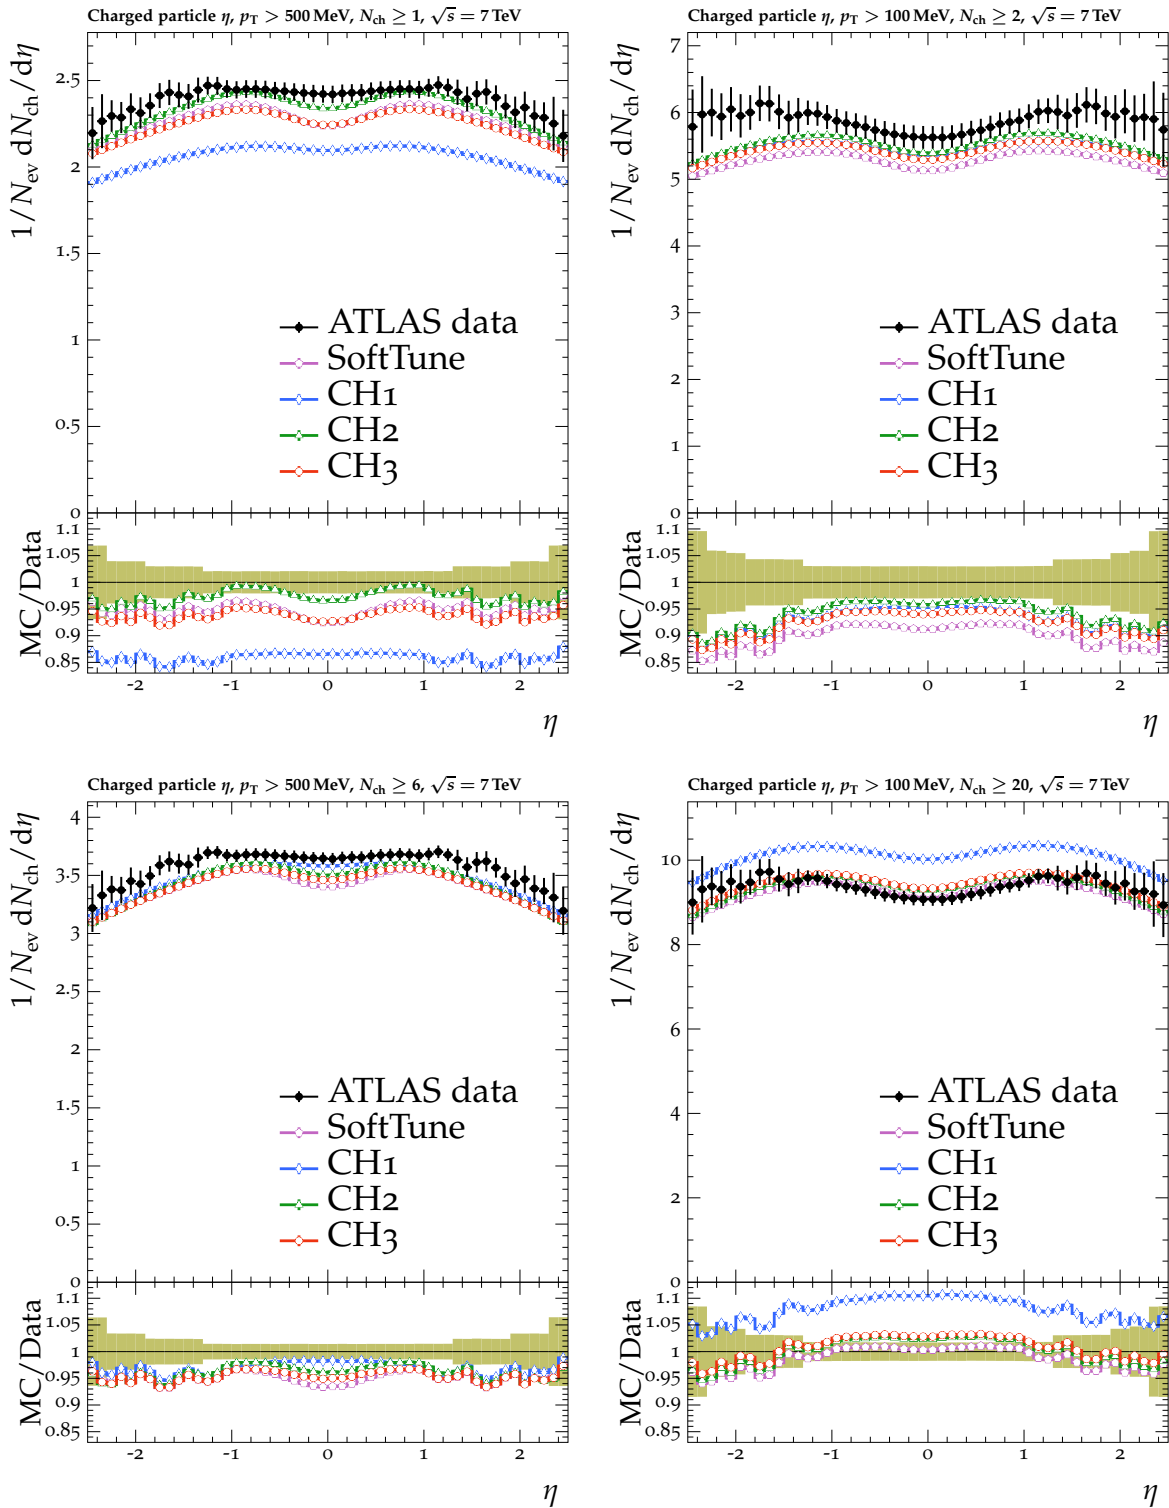 Charged particle η, pT > 500 MeV, Nch ≥ 1, √s = 7 TeV
1/Nev dNch/dη
2.5
2
1.5
1
0.5
0
ATLAS data
SoftTune
CH1
CH2
CH3
MC/Data
1.1
1.05
1
0.95
0.9
0.85
-2 -1 0 1 2
η
Charged particle η, pT > 100 MeV, Nch ≥ 2, √s = 7 TeV
1/Nev dNch/dη
7
6
5
4
3
2
1
0
ATLAS data
SoftTune
CH1
CH2
CH3
MC/Data
1.1
1.05
1
0.95
0.9
0.85
-2 -1 0 1 2
η
Charged particle η, pT > 500 MeV, Nch ≥ 6, √s = 7 TeV
1/Nev dNch/dη
4
3.5
3
2.5
2
1.5
1
0.5
0
ATLAS data
SoftTune
CH1
CH2
CH3
MC/Data
1.1
1.05
1
0.95
0.9
0.85
-2 -1 0 1 2
η
Charged particle η, pT > 100 MeV, Nch ≥ 20, √s = 7 TeV
1/Nev dNch/dη
10
8
6
4
2
0
ATLAS data
SoftTune
CH1
CH2
CH3
MC/Data
1.1
1.05
1
0.95
0.9
0.85
-2 -1 0 1 2
η